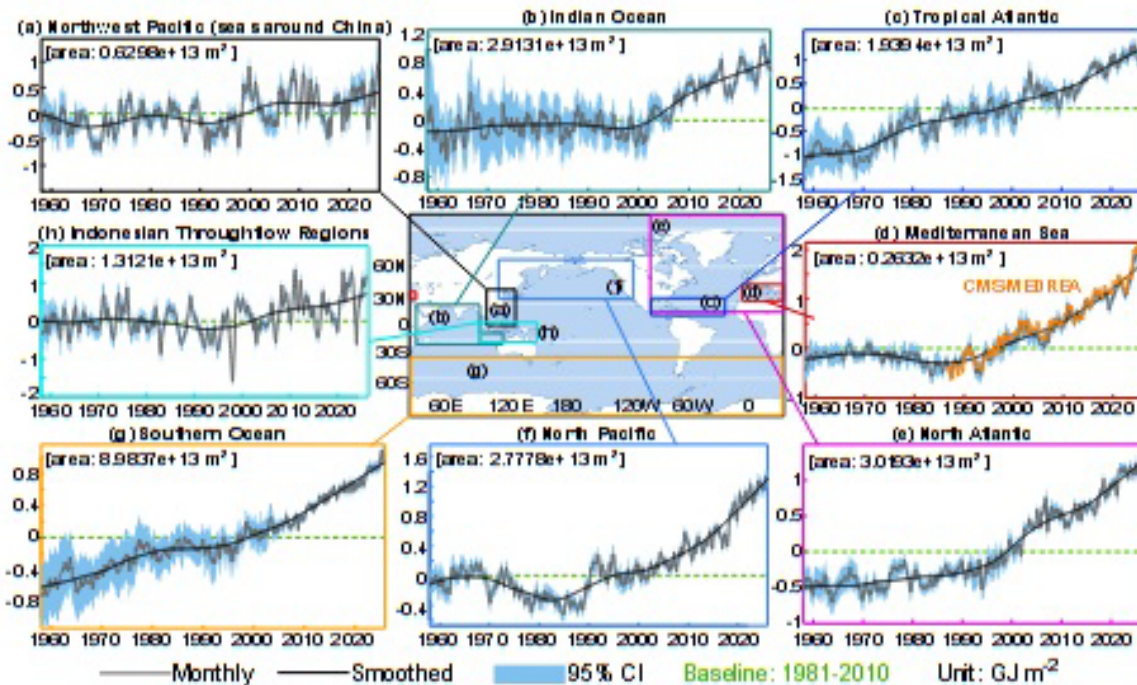 (a) Northwest Pacific (sea s around China)
[area: 0.6298e+13 m²]
1
0.5
0
-0.5
-1
1960 1970 1980 1990 2000 2010 2020
(b) Indian Ocean
[area: 2.9131e+13 m²]
1.2
0.8
0.4
0
-0.4
-0.8
1960 1970 1980 1990 2000 2010 2020
(c) Tropical Atlantic
[area: 1.9394e+13 m²]
1
0.5
0
-0.5
-1
-1.5
1960 1970 1980 1990 2000 2010 2020
(h) Indonesian Throughflow Regions
[area: 1.3121e+13 m²]
2
1
0
-1
-2
1960 1970 1980 1990 2000 2010 2020
60N
30N
0
30S
60S
60E 120E 180 120W 60W 0
(a)
(b)
(c)
(d)
(e)
(f)
(g)
(h)
(d) Mediterranean Sea
[area: 0.2632e+13 m²]
CMS MEDREA
2
1
0
-1
1960 1970 1980 1990 2000 2010 2020
(g) Southern Ocean
[area: 8.9837e+13 m²]
0.8
0.4
0
-0.4
-0.8
1960 1970 1980 1990 2000 2010 2020
(f) North Pacific
[area: 2.7778e+13 m²]
1.6
1.2
0.8
0.4
0
-0.4
1960 1970 1980 1990 2000 2010 2020
(e) North Atlantic
[area: 3.0193e+13 m²]
1
0.5
0
-0.5
-1
1960 1970 1980 1990 2000 2010 2020
Monthly Smoothed 95% CI Baseline: 1981-2010 Unit: GJ m⁻²